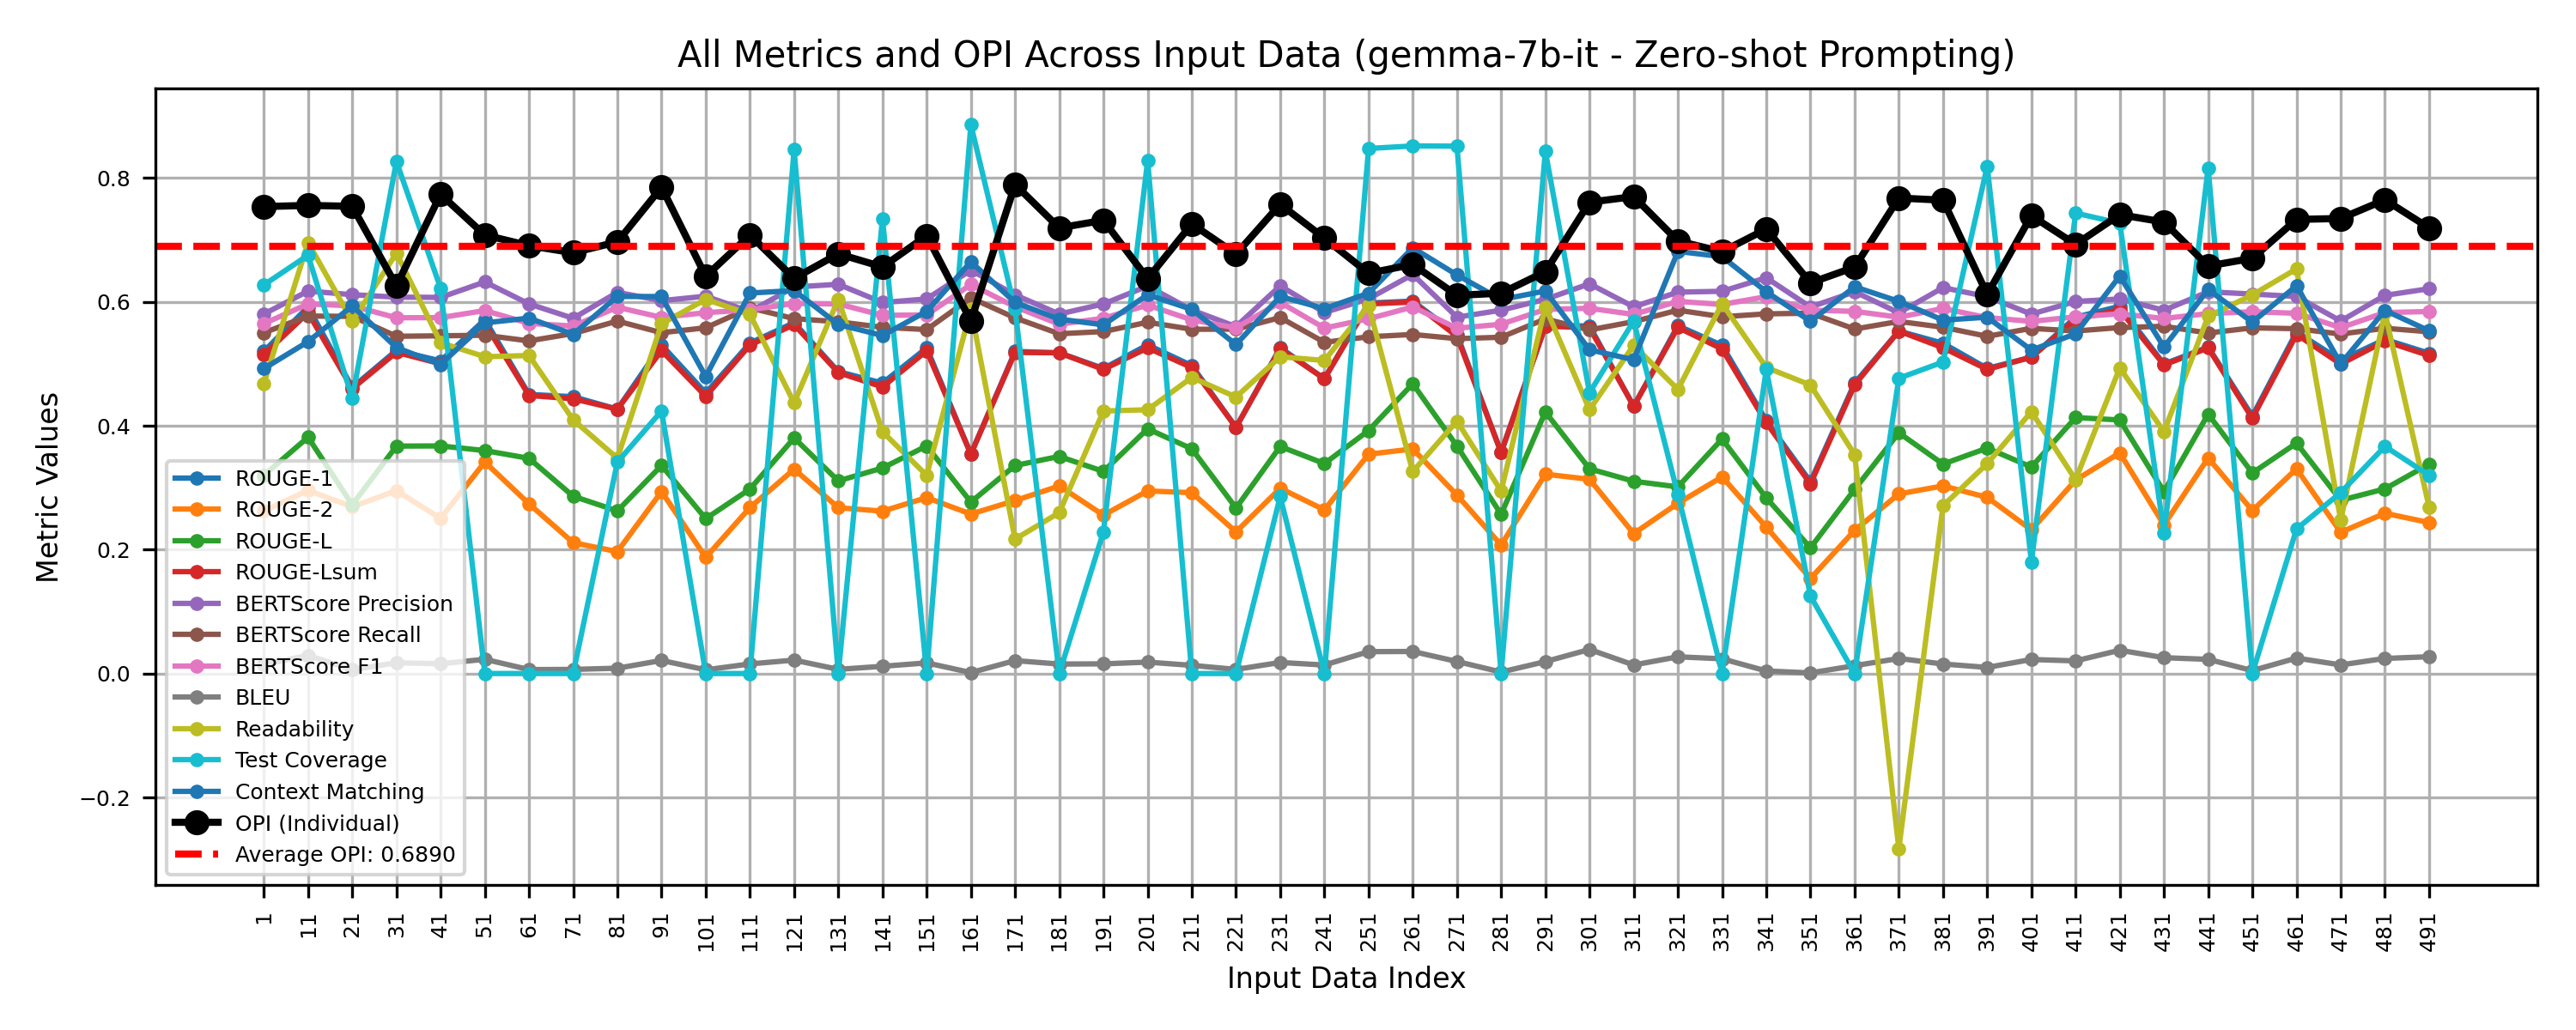 All Metrics and OPI Across Input Data (gemma-7b-it - Zero-shot Prompting)
Metric Values
0.8
0.6
0.4
0.2
0.0
−0.2
ROUGE-1
ROUGE-2
ROUGE-L
ROUGE-Lsum
BERTScore Precision
BERTScore Recall
BERTScore F1
BLEU
Readability
Test Coverage
Context Matching
OPI (Individual)
Average OPI: 0.6890
1 11 21 31 41 51 61 71 81 91 101 111 121 131 141 151 161 171 181 191 201 211 221 231 241 251 261 271 281 291 301 311 321 331 341 351 361 371 381 391 401 411 421 431 441 451 461 471 481 491
Input Data Index